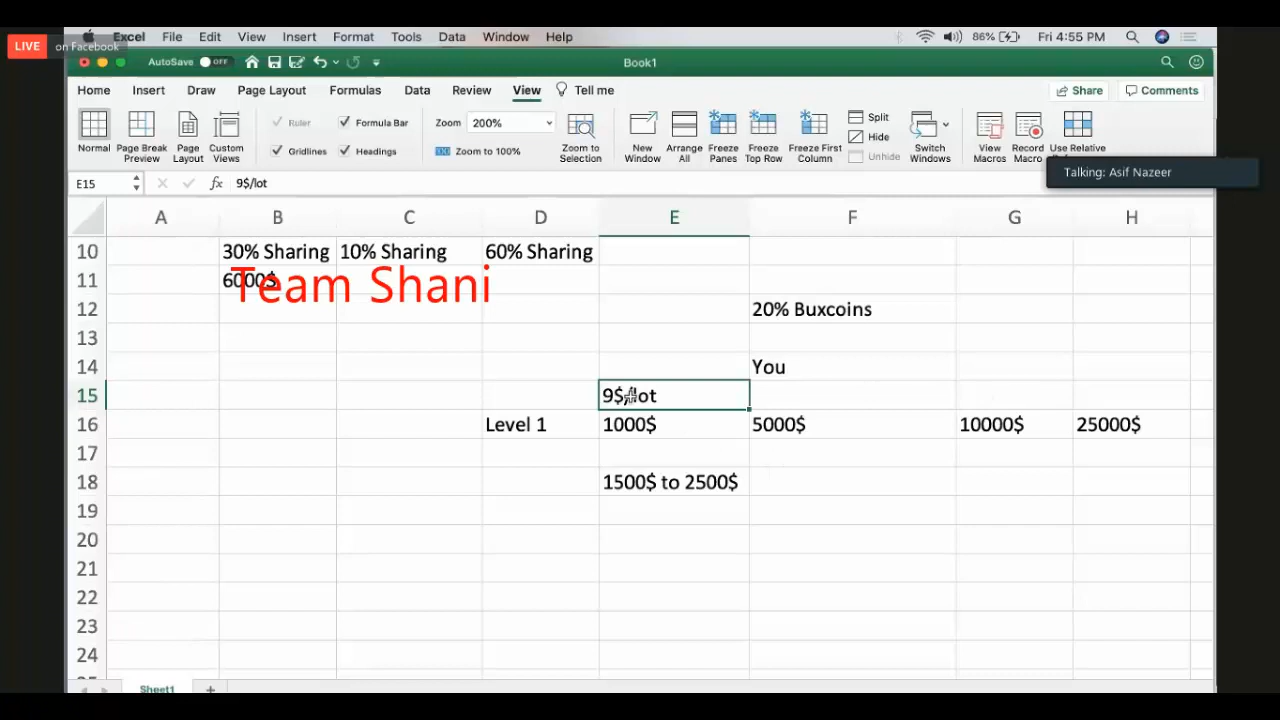 LIVE on Facebook
Excel File Edit View Insert Format Tools Data Window Help 86% Fri 4:55 PM
AutoSave OFF Book1
Home Insert Draw Page Layout Formulas Data Review View Tell me Share Comments
Normal Page Break Preview Page Layout Custom Views Ruler Formula Bar Gridlines Headings Zoom 200% Zoom to 100% Zoom to Selection New Window Arrange All Freeze Panes Freeze Top Row Freeze First Column Split Hide Unhide Switch Windows View Macros Record Macro Use Relative
Talking: Asif Nazeer
E15 fx 9$/lot
A B C D E F G H
10 30% Sharing 10% Sharing 60% Sharing
11 6000$
Team Shani
12 20% Buxcoins
13
14 You
15 9$/lot
16 Level 1 1000$ 5000$ 10000$ 25000$
17
18 1500$ to 2500$
19
20
21
22
23
24
Sheet1